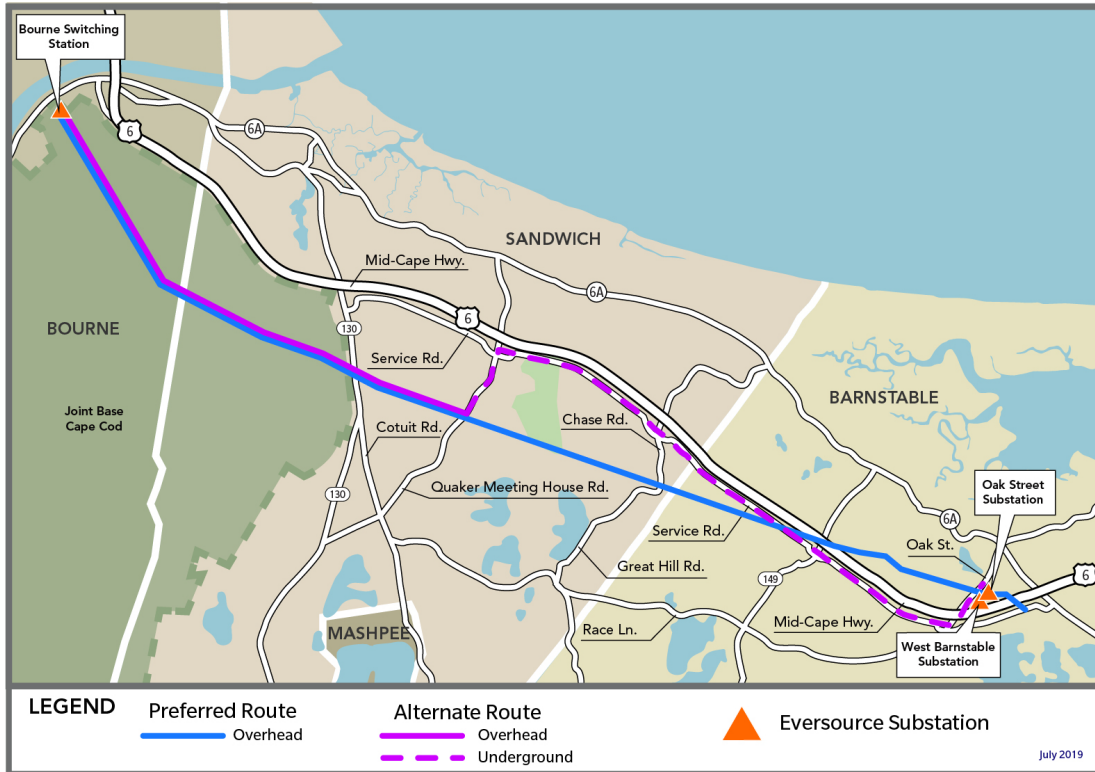 Bourne Switching
Station
6
6A
6A
SANDWICH
Mid-Cape Hwy.
6
130
BOURNE
Service Rd.
BARNSTABLE
Joint Base
Cape Cod
Chase Rd.
Cotuit Rd.
Oak Street
Substation
Quaker Meeting House Rd.
130
6A
Service Rd.
Oak St.
Great Hill Rd.
149
6
Race Ln.
Mid-Cape Hwy.
MASHPEE
West Barnstable
Substation
LEGEND
Preferred Route
Overhead
Alternate Route
Overhead
Underground
Eversource Substation
July 2019